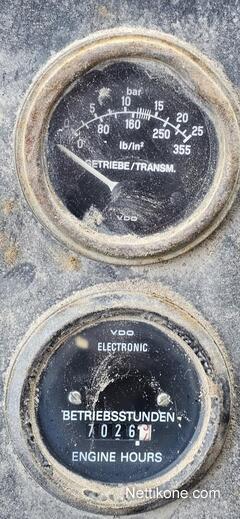 bar
0 5 10 15 20 25
0 80 160 250 355
lb/in²
GETRIEBE/TRANSM.
VDO
VDO
ELECTRONIC
BETRIEBSSTUNDEN
7026
ENGINE HOURS
Nettikone.com